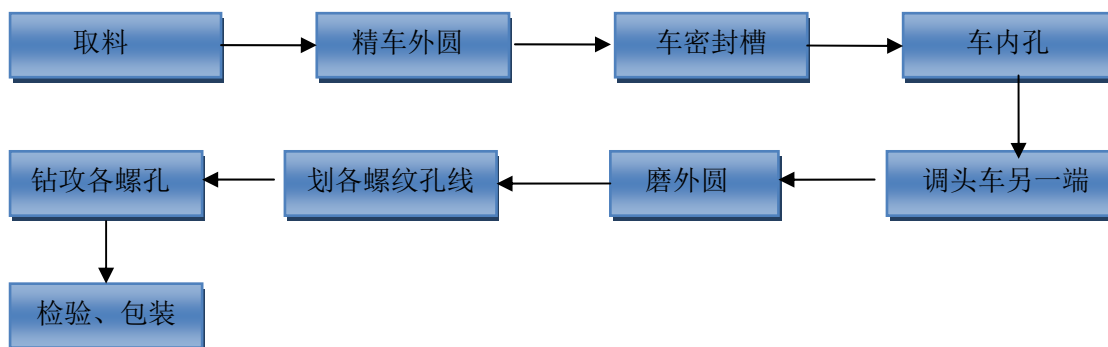 取料
精车外圆
车密封槽
车内孔
调头车另一端
磨外圆
划各螺纹孔线
钻攻各螺孔
检验、包装